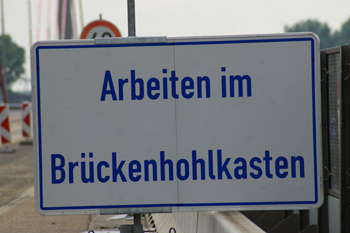 Arbeiten im
Brückenhohlkasten